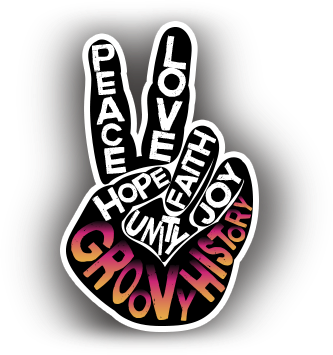 PEACE
LOVE
HOPE
FAITH
JOY
UNITY
GROOVY HISTORY